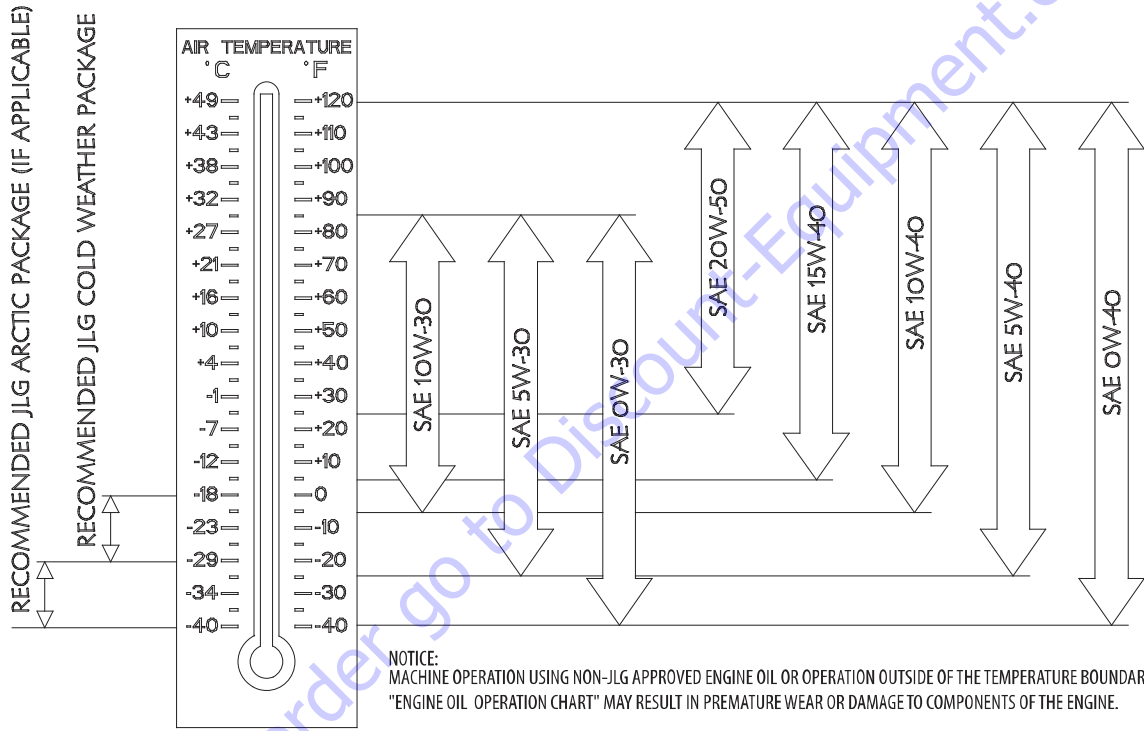 RECOMMENDED JLG ARCTIC PACKAGE (IF APPLICABLE)
RECOMMENDED JLG COLD WEATHER PACKAGE
AIR TEMPERATURE
°C °F
+49 +120
+43 +110
+38 +100
+32 +90
+27 +80
+21 +70
+16 +60
+10 +50
+4 +40
-1 +30
-7 +20
-12 +10
-18 0
-23 -10
-29 -20
-34 -30
-40 -40
SAE 10W-30
SAE 5W-30
SAE 0W-30
SAE 20W-50
SAE 15W-40
SAE 10W-40
SAE 5W-40
SAE 0W-40
NOTICE:
MACHINE OPERATION USING NON-JLG APPROVED ENGINE OIL OR OPERATION OUTSIDE OF THE TEMPERATURE BOUNDAR
"ENGINE OIL OPERATION CHART" MAY RESULT IN PREMATURE WEAR OR DAMAGE TO COMPONENTS OF THE ENGINE.
order go to Discount-Equipment.c